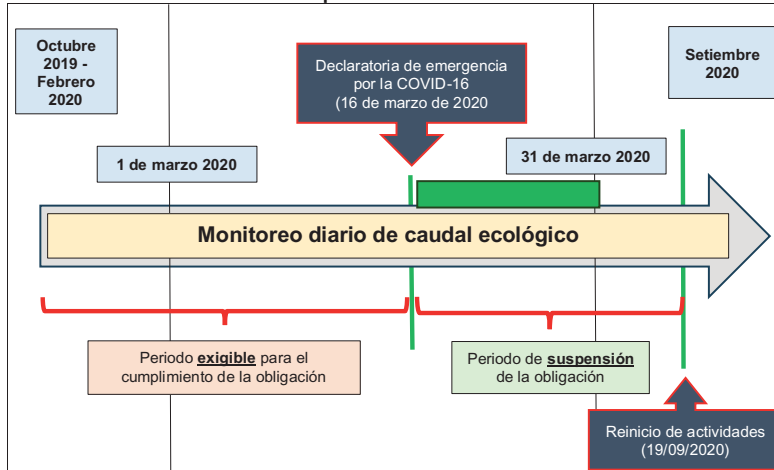 Octubre
2019 -
Febrero
2020
Declaratoria de emergencia
por la COVID-16
(16 de marzo de 2020
Setiembre
2020
1 de marzo 2020
31 de marzo 2020
Monitoreo diario de caudal ecológico
Periodo exigible para el
cumplimiento de la obligación
Periodo de suspensión
de la obligación
Reinicio de actividades
(19/09/2020)